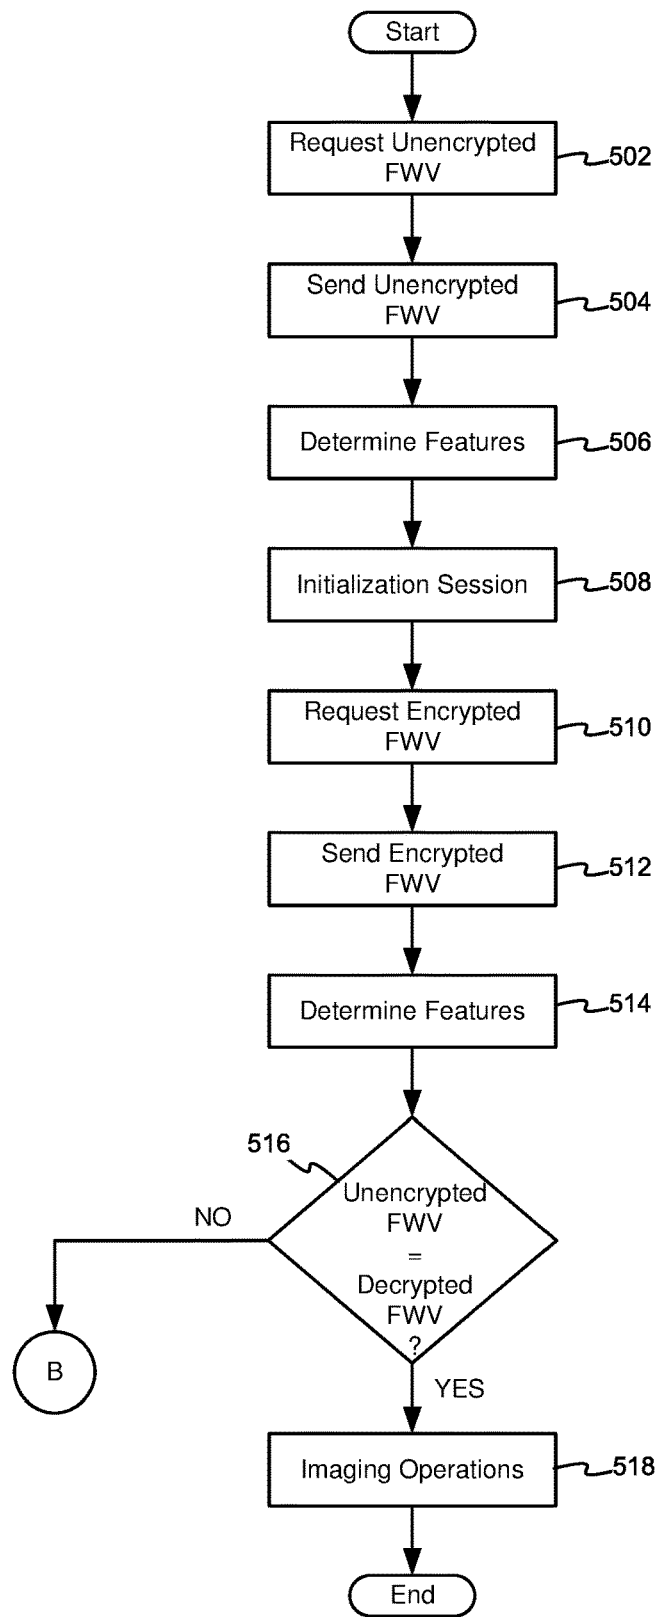 Start
Request Unencrypted
FWV
502
Send Unencrypted
FWV
504
Determine Features
506
Initialization Session
508
Request Encrypted
FWV
510
Send Encrypted
FWV
512
Determine Features
514
516
Unencrypted
FWV
=
Decrypted
FWV
?
NO
B
YES
Imaging Operations
518
End